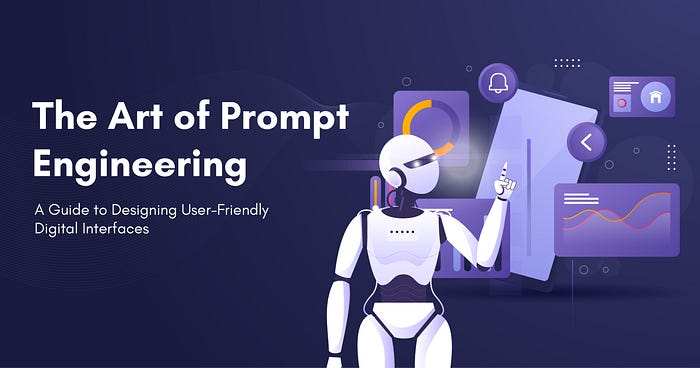 The Art of Prompt
Engineering
A Guide to Designing User-Friendly
Digital Interfaces